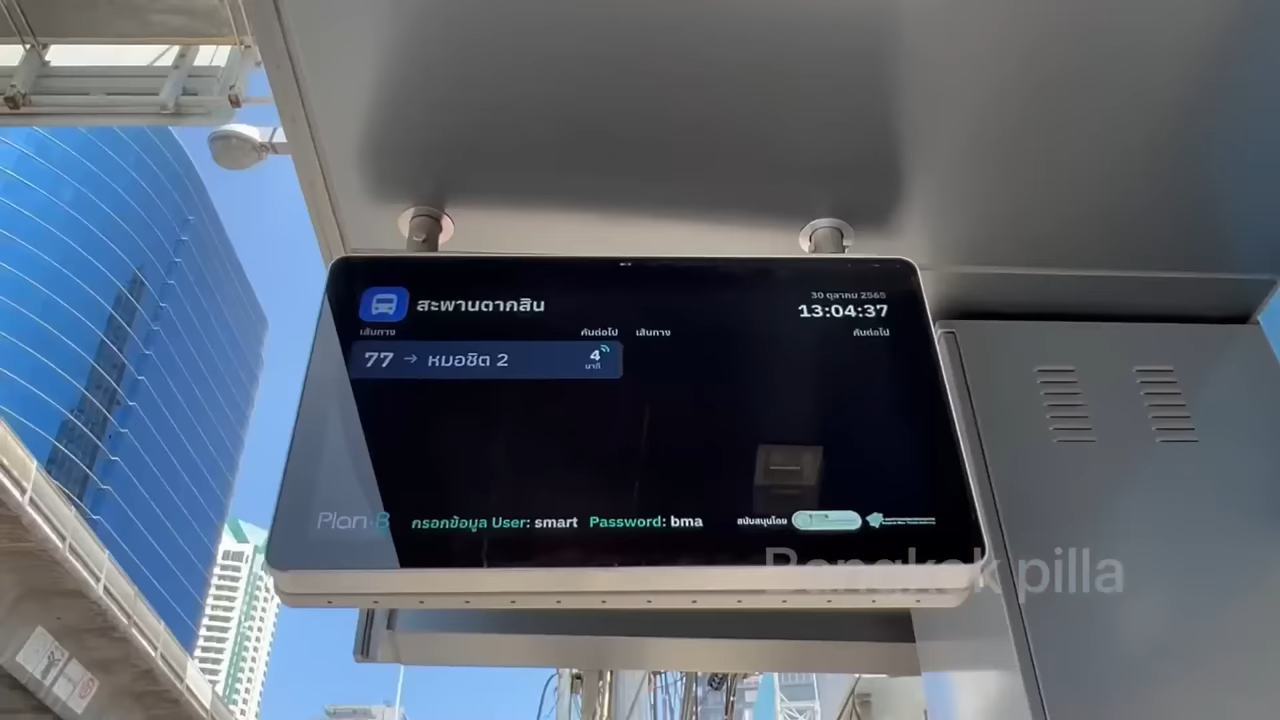 สะพานตากสิน
30 ตุลาคม 2565
13:04:37
เส้นทาง คันต่อไป เส้นทาง คันต่อไป
77 → หมอชิต 2 4 นาที
Plan B กรอกข้อมูล User: smart Password: bma สนับสนุนโดย
Bangkok pilla